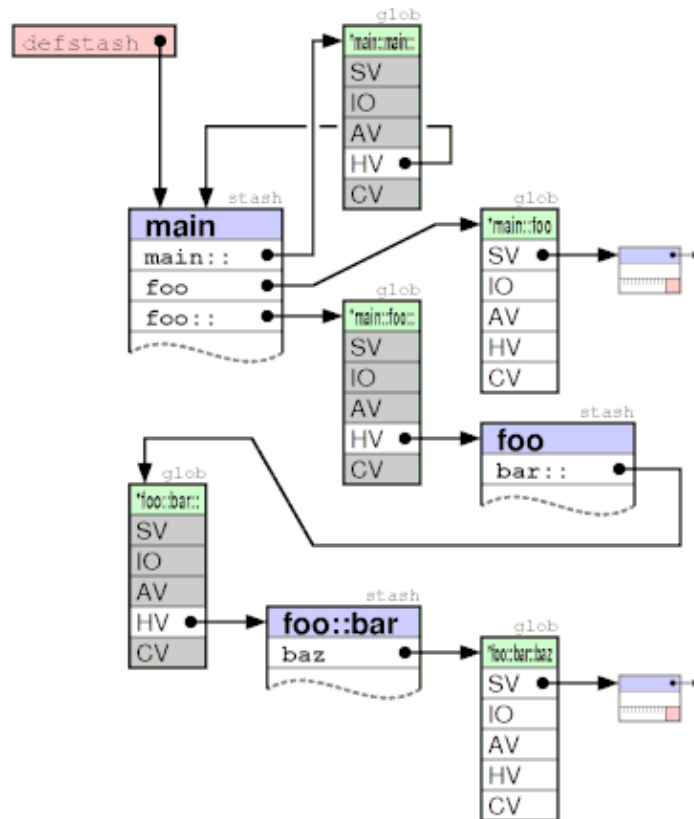 glob
defstash
*main::main::
SV
IO
AV
HV
CV
stash
main
main::
foo
foo::
glob
*main::foo
SV
IO
AV
HV
CV
glob
*main::foo::
SV
IO
AV
HV
CV
stash
foo
bar::
glob
*foo::bar::
SV
IO
AV
HV
CV
stash
foo::bar
baz
glob
*foo::bar::baz
SV
IO
AV
HV
CV